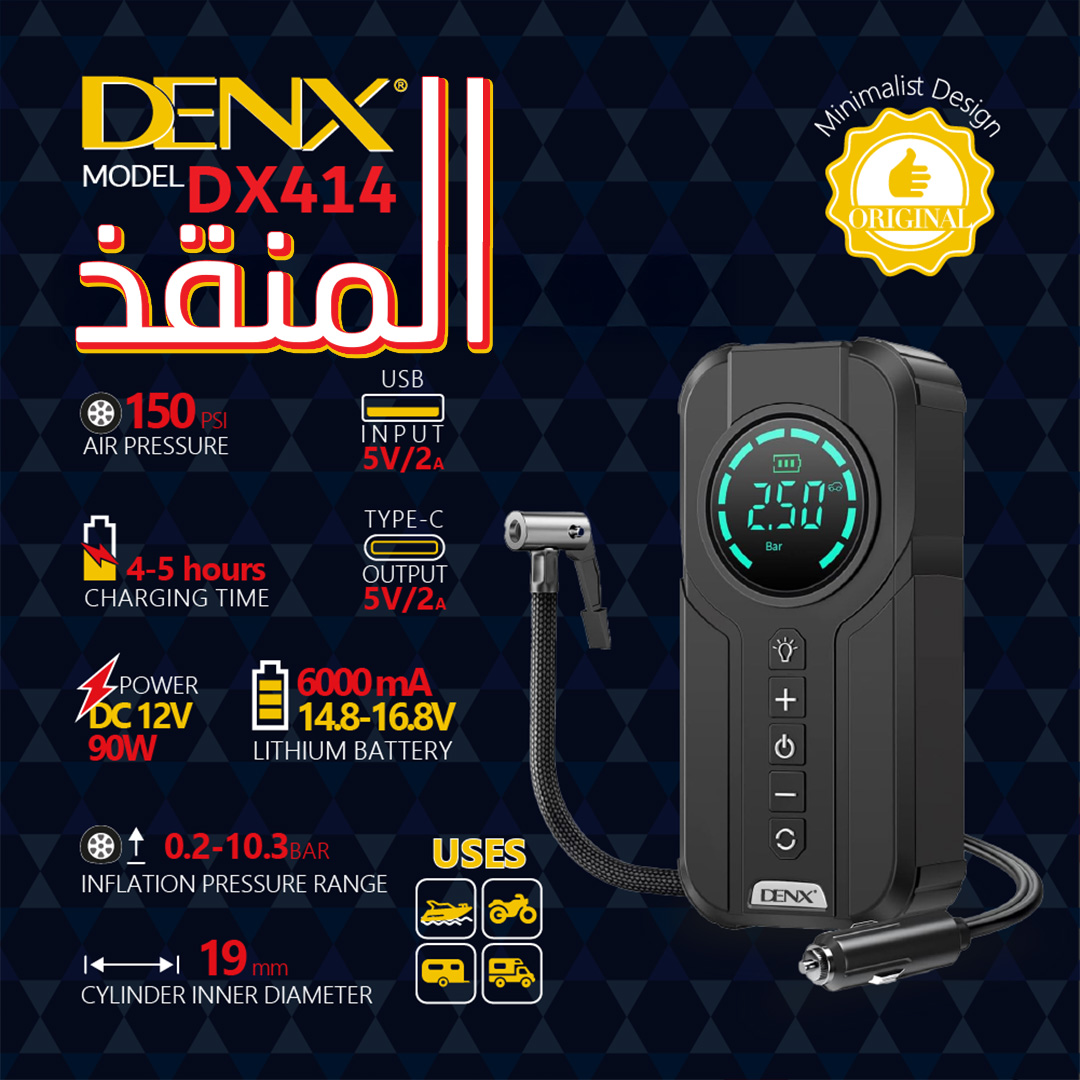 DENX®
MODEL DX414
المنقذ
Minimalist Design
ORIGINAL
150 PSI
AIR PRESSURE
USB
INPUT
5V/2A
4-5 hours
CHARGING TIME
TYPE-C
OUTPUT
5V/2A
POWER
DC 12V
90W
6000 mA
14.8-16.8V
LITHIUM BATTERY
0.2-10.3BAR
INFLATION PRESSURE RANGE
19 mm
CYLINDER INNER DIAMETER
USES
2.50
Bar
DENX